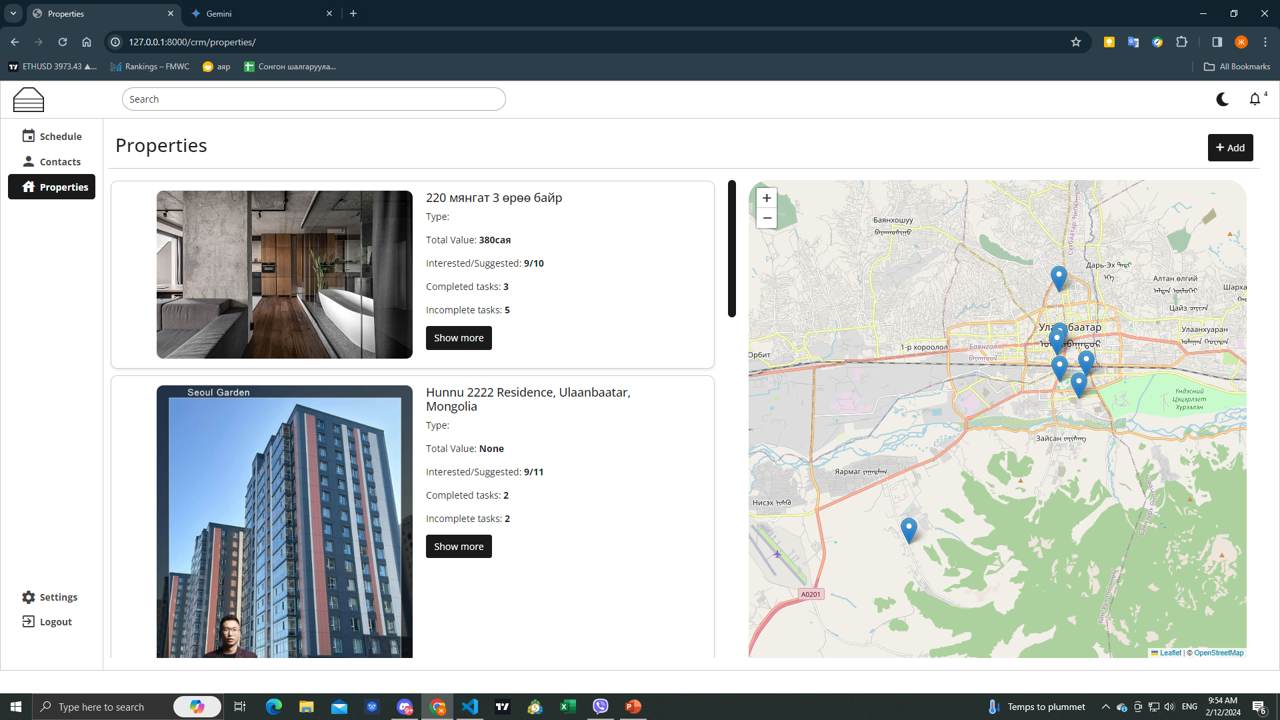 Properties
Gemini
127.0.0.1:8000/crm/properties/
Ж
ETHUSD 3973.43 ▲...
Rankings – FMWC
аяр
Сонгон шалгаруула...
All Bookmarks
Search
4
Schedule
Contacts
Properties
Settings
Logout
Properties
+ Add
220 мянгат 3 өрөө байр
Type:
Total Value: 380сая
Interested/Suggested: 9/10
Completed tasks: 3
Incomplete tasks: 5
Show more
Seoul Garden
Hunnu 2222 Residence, Ulaanbaatar,
Mongolia
Type:
Total Value: None
Interested/Suggested: 9/11
Completed tasks: 2
Incomplete tasks: 2
Show more
+
−
Баянхошуу
Дарь-Эх
Алтан өлгий
Шарха
Цайз
Улаанхуаран
1-р хороолол
Баянгол
Орбит
Үндэсний
Цэцэрлэгт
Хүрээлэн
Зайсан
Яармаг
Нисэх
A0201
Leaflet | © OpenStreetMap
Type here to search
Temps to plummet
ENG
9:54 AM
2/12/2024
6